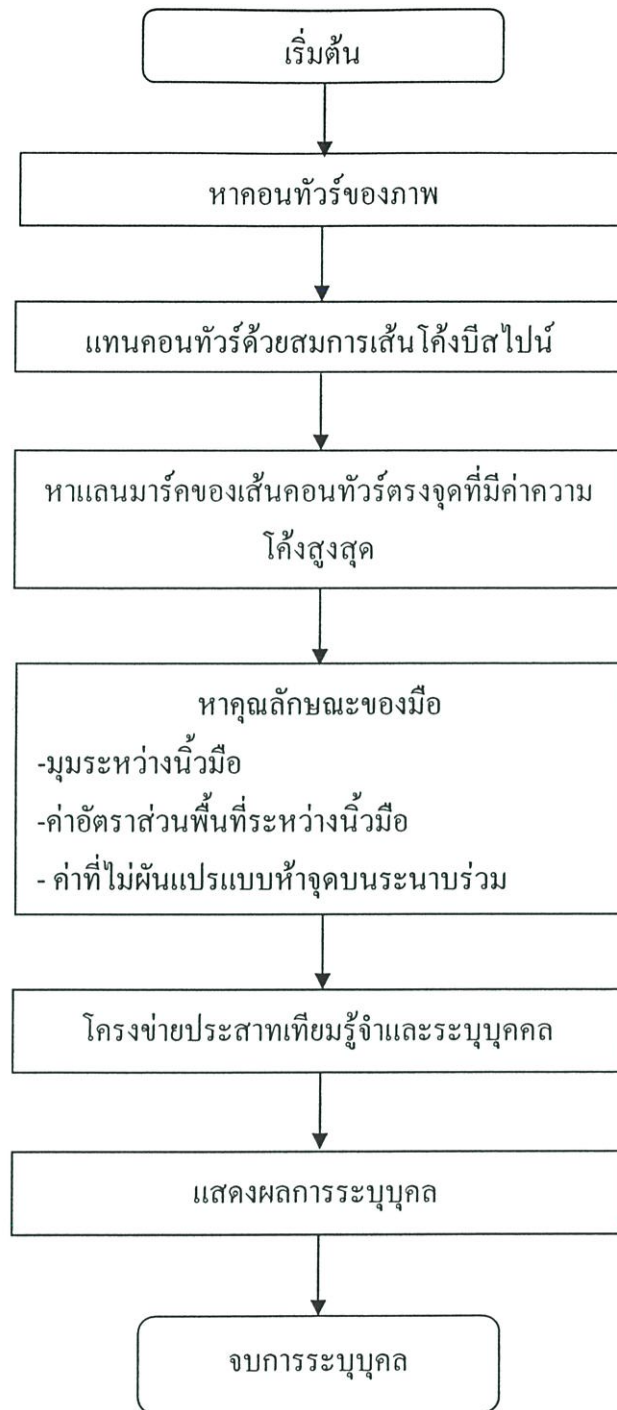 เริ่มต้น
หาคอนทัวร์ของภาพ
แทนคอนทัวร์ด้วยสมการเส้นโค้งบีสไปน์
หาแลนมาร์คของเส้นคอนทัวร์ตรงจุดที่มีค่าความ
โค้งสูงสุด
หาคุณลักษณะของมือ
-มุมระหว่างนิ้วมือ
-ค่าอัตราส่วนพื้นที่ระหว่างนิ้วมือ
- ค่าที่ไม่ผันแปรแบบห้าจุดบนระนาบร่วม
โครงข่ายประสาทเทียมรู้จำและระบุบุคคล
แสดงผลการระบุบุคล
จบการระบุบุคล